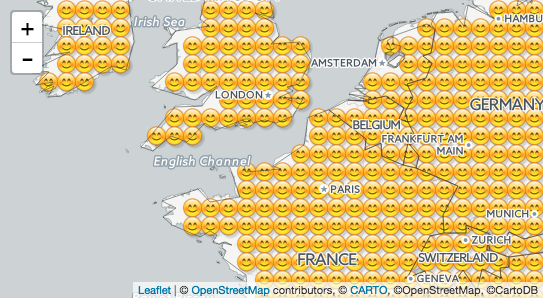 +
IRELAND
Irish Sea
-
HAMBU
AMSTERDAM
LONDON
GERMANY
BELGIUM
FRANKFURT AM
MAIN
English Channel
PARIS
MUNICH
ZURICH
SWITZERLAND
FRANCE
GENEVA
Leaflet | © OpenStreetMap contributors, © CARTO, ©OpenStreetMap, ©CartoDB